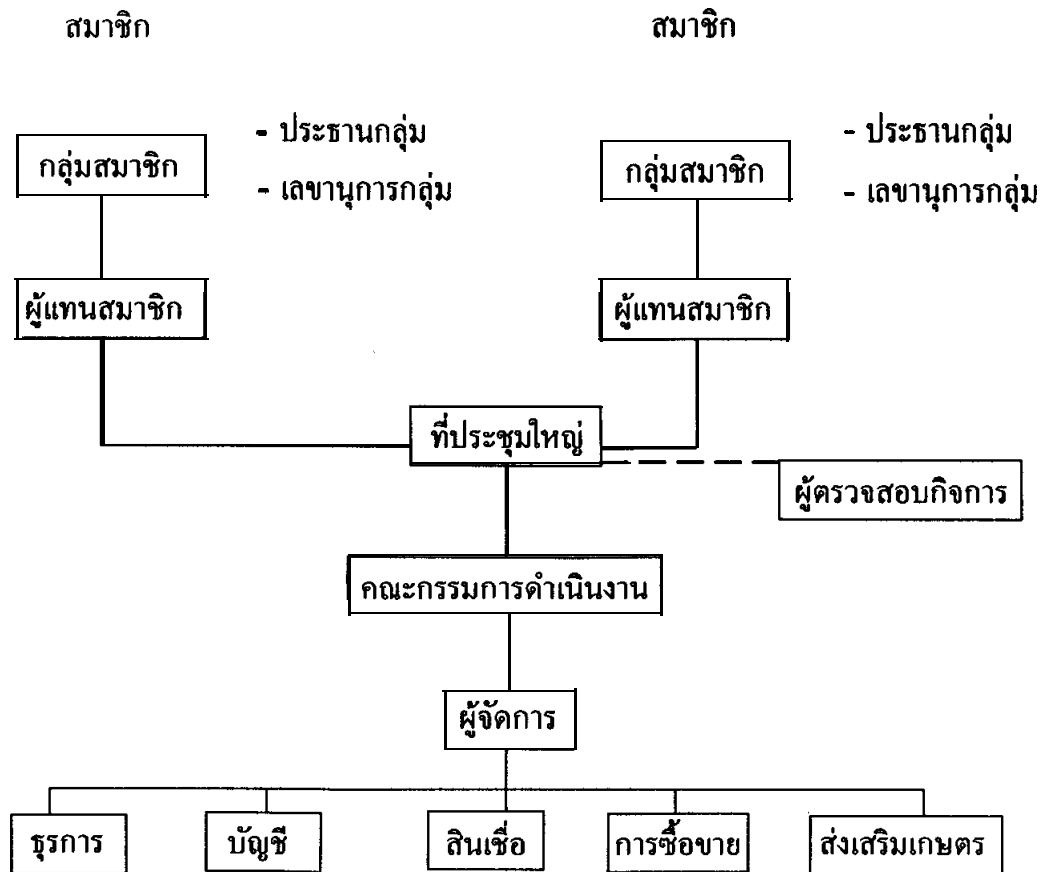 สมาชิก
สมาชิก
กลุ่มสมาชิก
- ประธานกลุ่ม
- เลขานุการกลุ่ม
กลุ่มสมาชิก
- ประธานกลุ่ม
- เลขานุการกลุ่ม
ผู้แทนสมาชิก
ผู้แทนสมาชิก
ที่ประชุมใหญ่
ผู้ตรวจสอบกิจการ
คณะกรรมการดำเนินงาน
ผู้จัดการ
ธุรการ
บัญชี
สินเชื่อ
การซื้อขาย
ส่งเสริมเกษตร